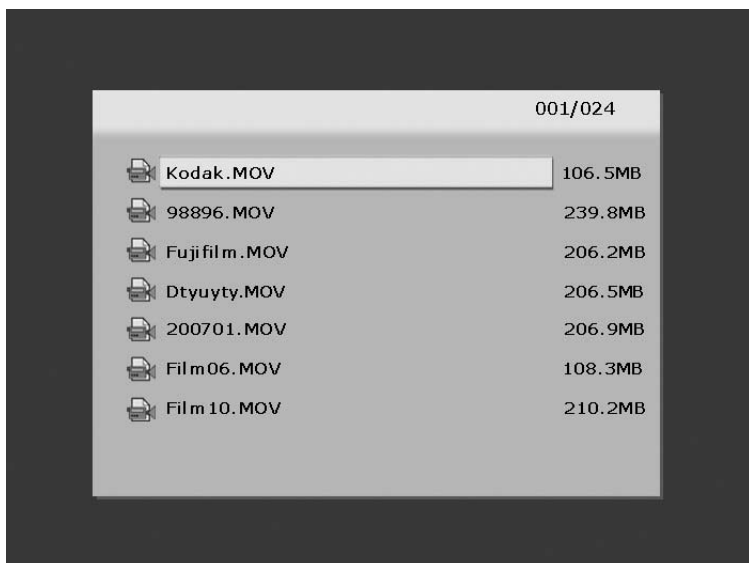 001/024
Kodak.MOV 106.5MB
98896.MOV 239.8MB
Fujifilm.MOV 206.2MB
Dtyuyty.MOV 206.5MB
200701.MOV 206.9MB
Film06.MOV 108.3MB
Film10.MOV 210.2MB